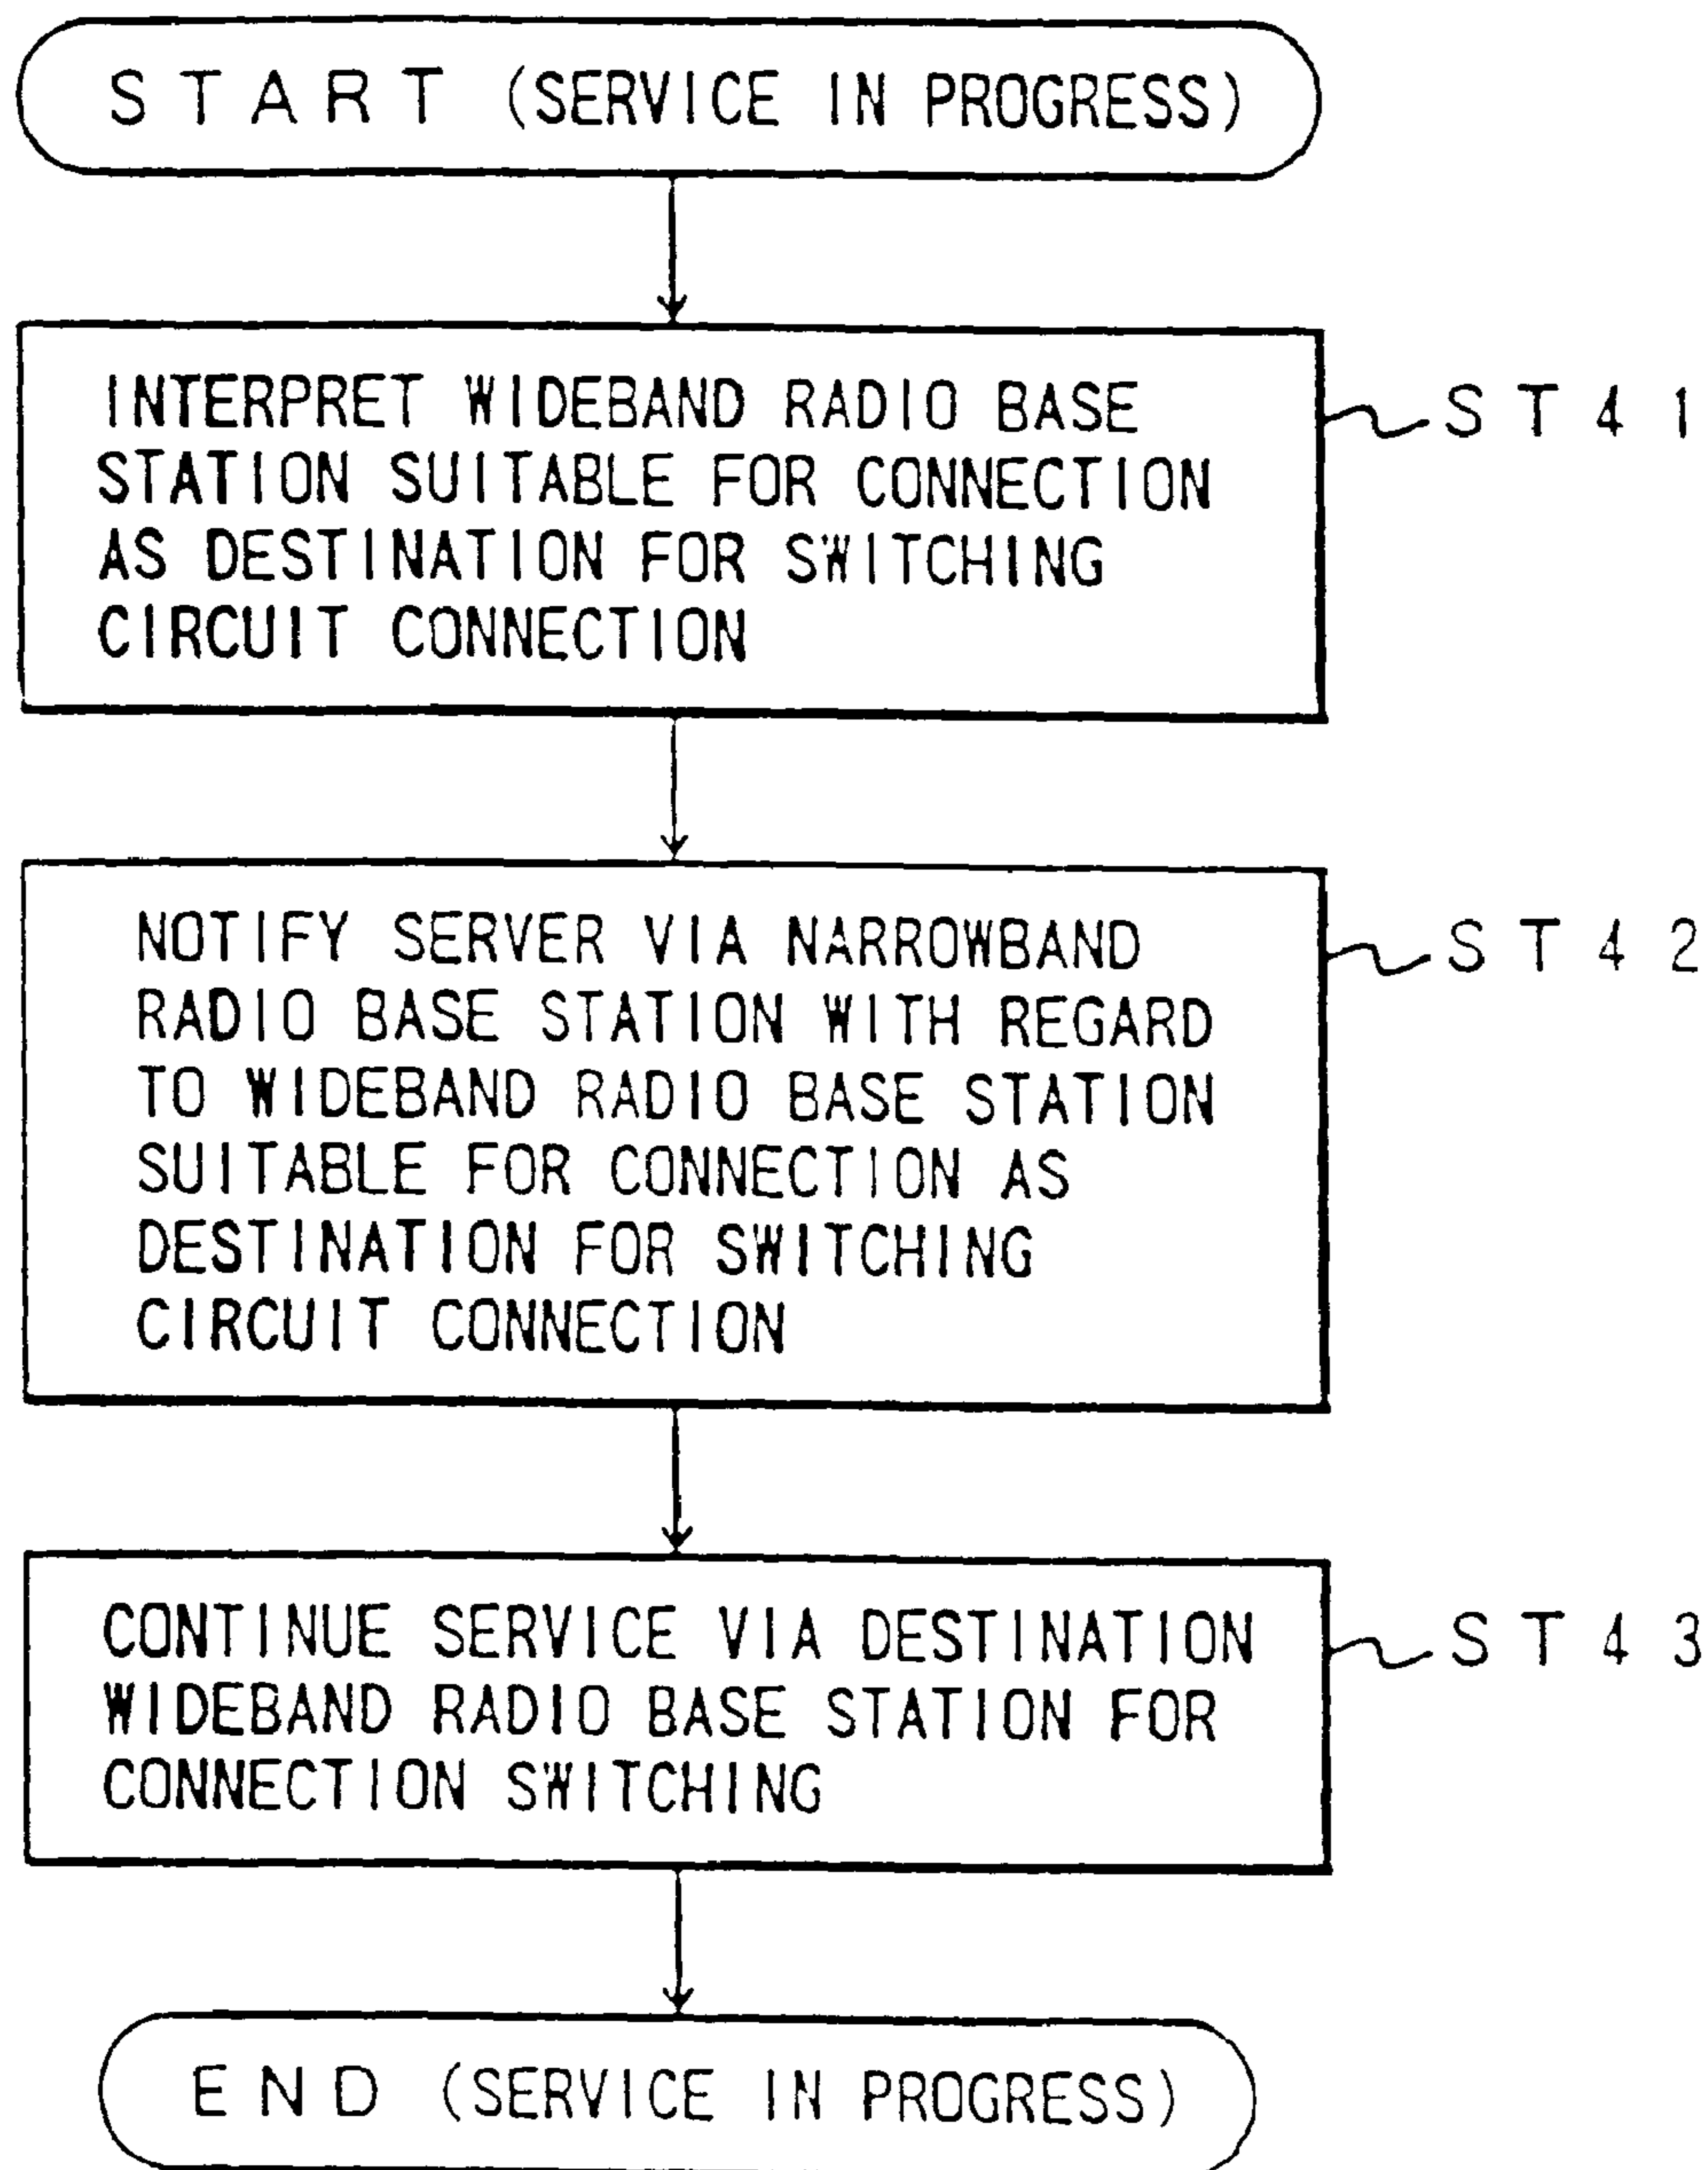 START (SERVICE IN PROGRESS)
INTERPRET WIDEBAND RADIO BASE
STATION SUITABLE FOR CONNECTION
AS DESTINATION FOR SWITCHING
CIRCUIT CONNECTION
ST41
NOTIFY SERVER VIA NARROWBAND
RADIO BASE STATION WITH REGARD
TO WIDEBAND RADIO BASE STATION
SUITABLE FOR CONNECTION AS
DESTINATION FOR SWITCHING
CIRCUIT CONNECTION
ST42
CONTINUE SERVICE VIA DESTINATION
WIDEBAND RADIO BASE STATION FOR
CONNECTION SWITCHING
ST43
END (SERVICE IN PROGRESS)